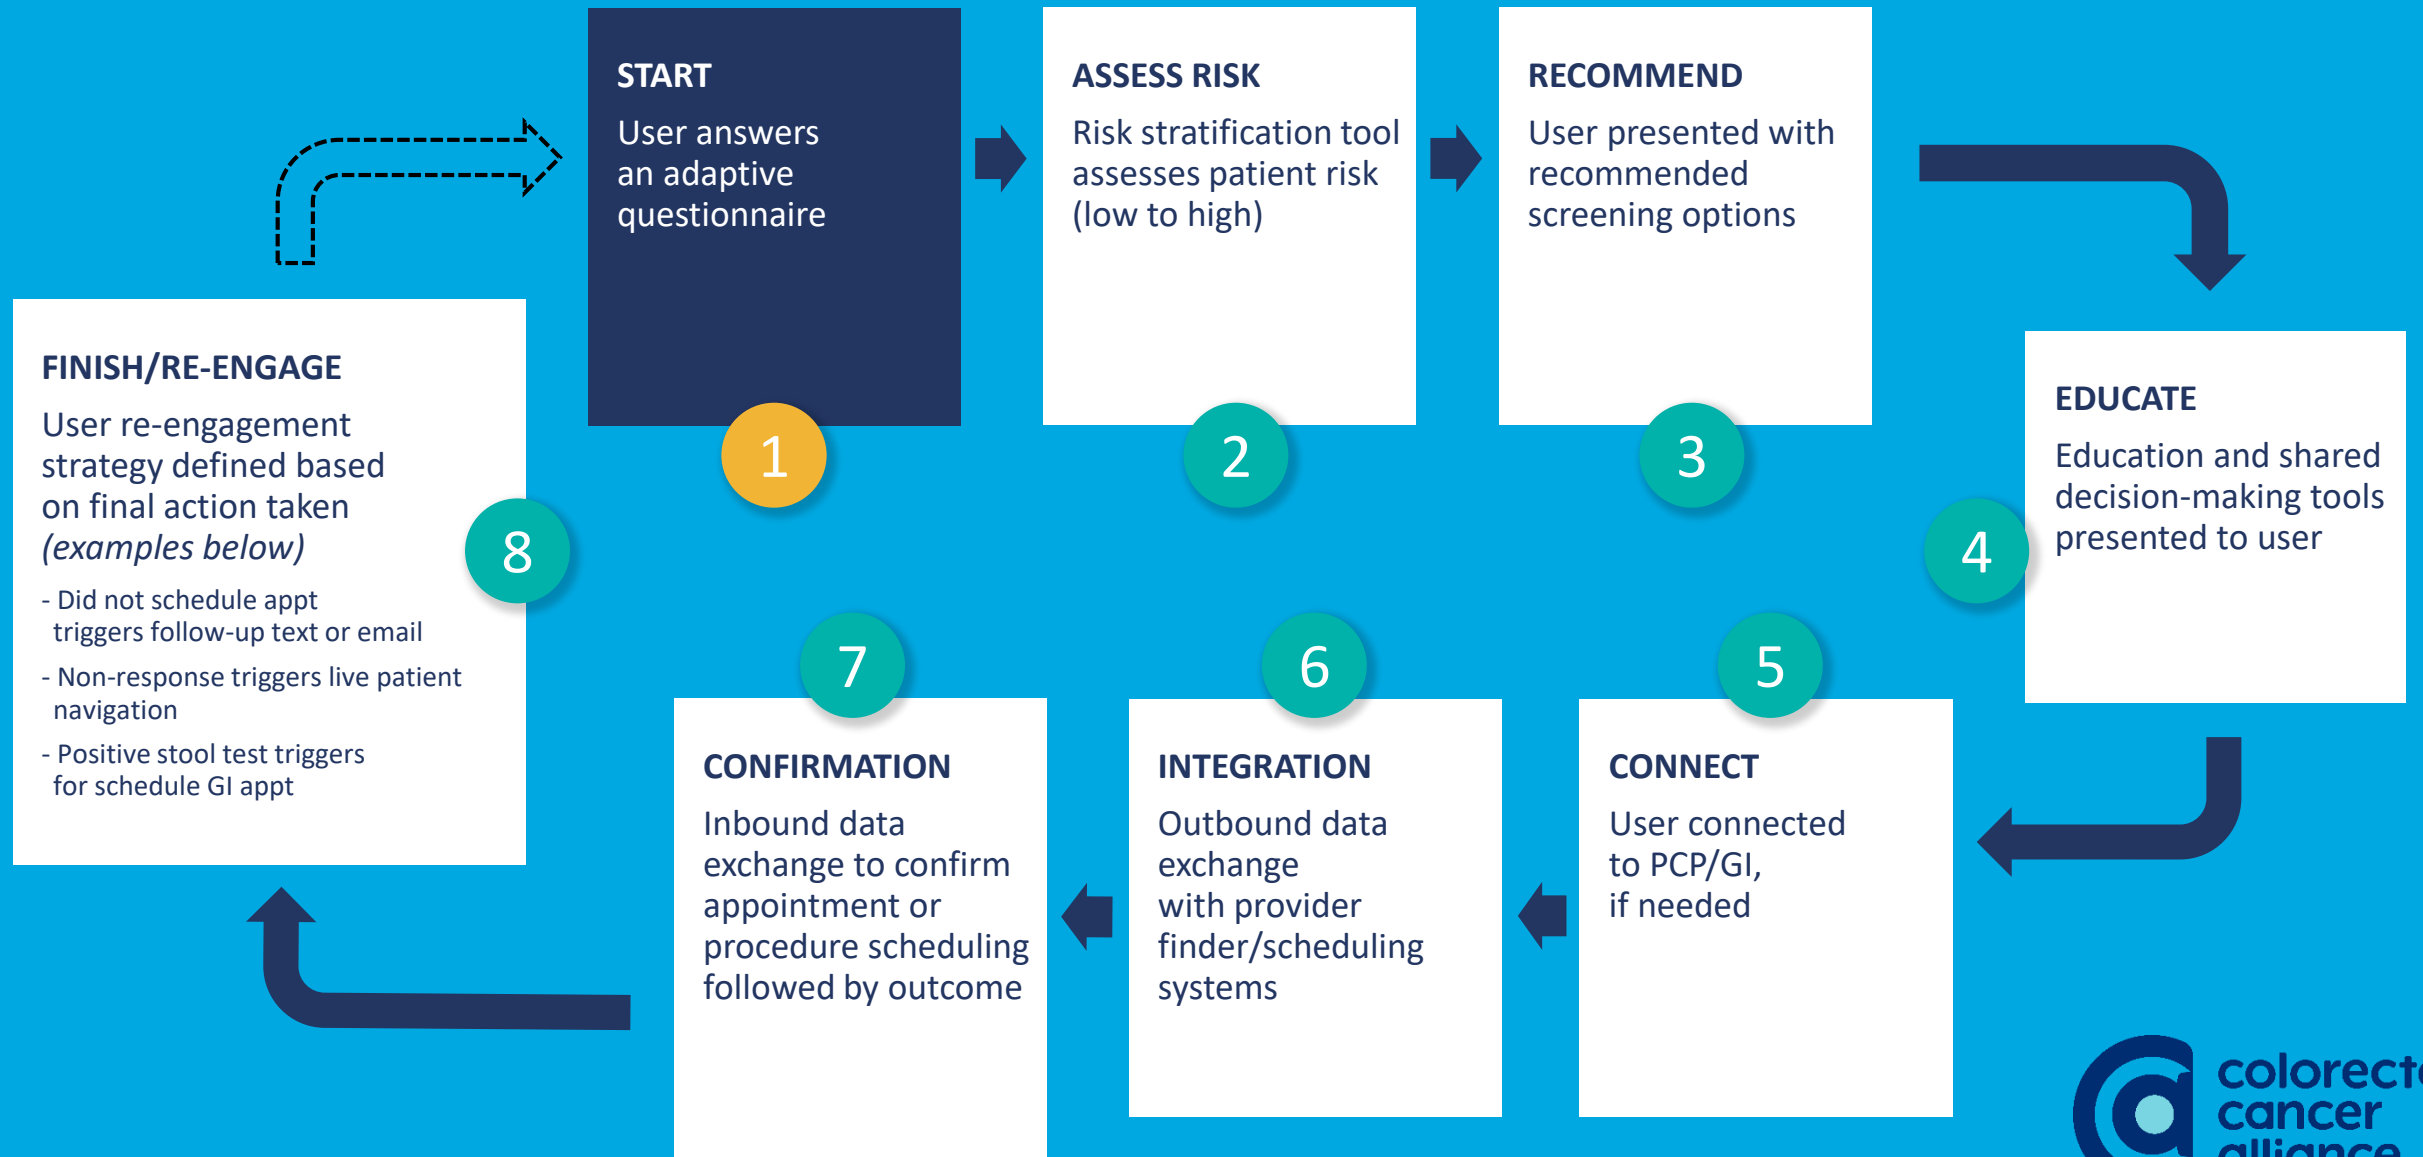 START
User answers
an adaptive
questionnaire
1
ASSESS RISK
Risk stratification tool
assesses patient risk
(low to high)
2
RECOMMEND
User presented with
recommended
screening options
3
EDUCATE
Education and shared
decision-making tools
presented to user
4
CONNECT
User connected
to PCP/GI,
if needed
5
INTEGRATION
Outbound data
exchange
with provider
finder/scheduling
systems
6
CONFIRMATION
Inbound data
exchange to confirm
appointment or
procedure scheduling
followed by outcome
7
FINISH/RE-ENGAGE
User re-engagement
strategy defined based
on final action taken
(examples below)
- Did not schedule appt
triggers follow-up text or email
- Non-response triggers live patient
navigation
- Positive stool test triggers
for schedule GI appt
8
cancer
alliance